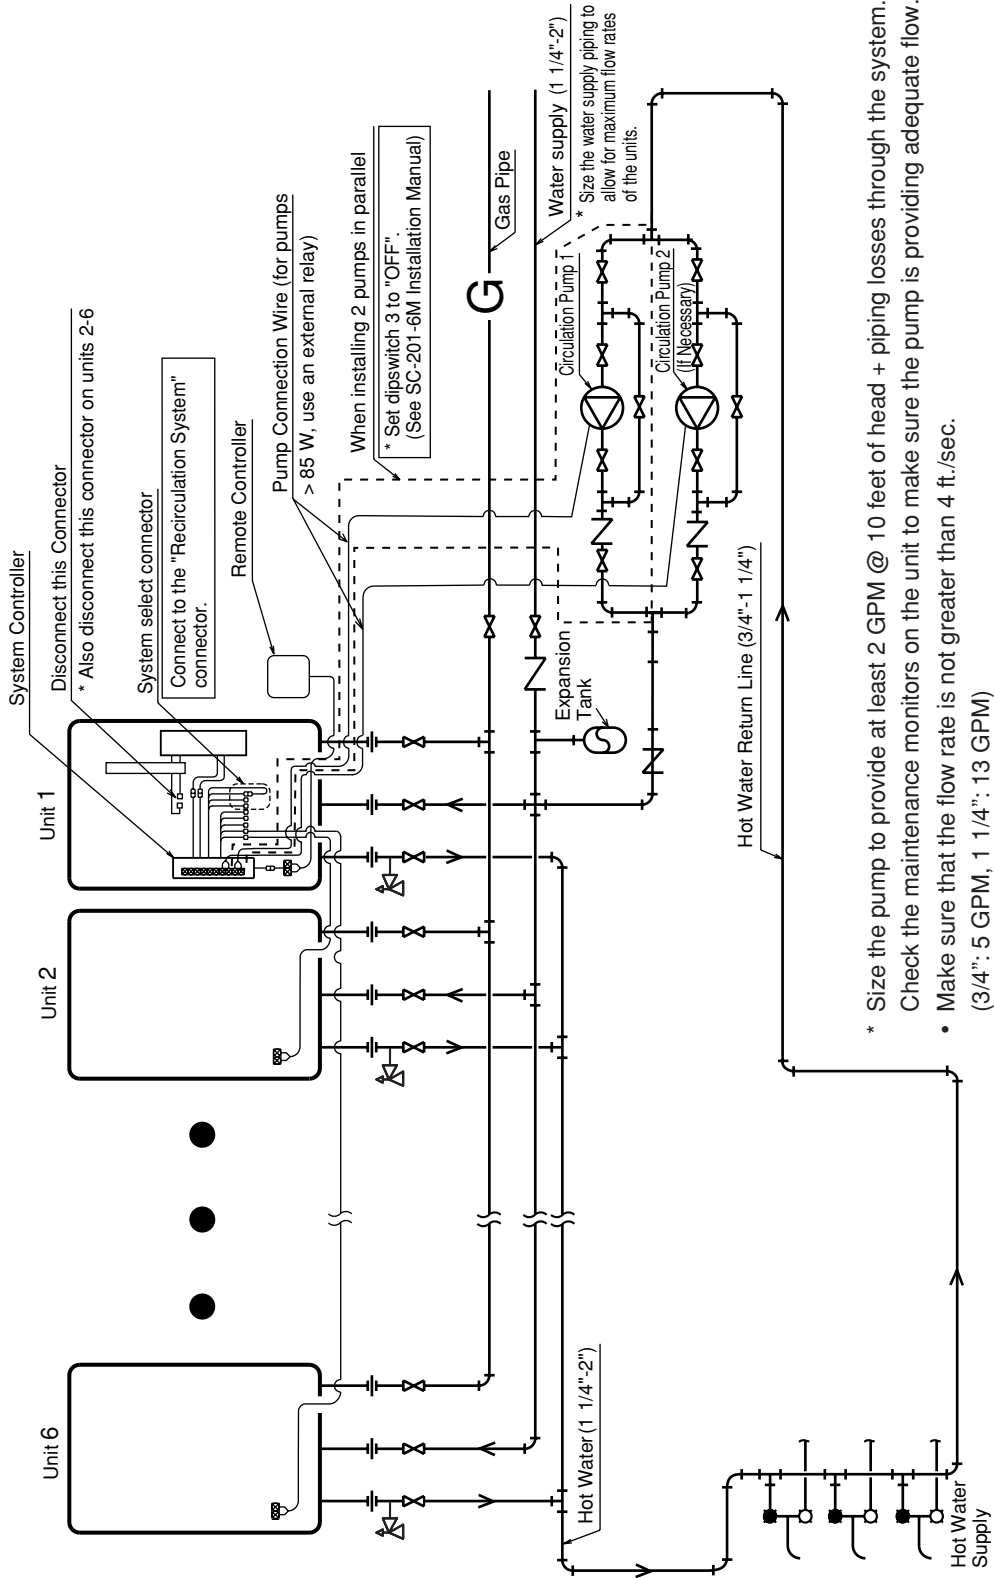 System Controller
Disconnect this Connector
* Also disconnect this connector on units 2-6
System select connector
Connect to the "Recirculation System"
connector.
Remote Controller
Pump Connection Wire (for pumps
> 85 W, use an external relay)
When installing 2 pumps in parallel
* Set dipswitch 3 to "OFF".
(See SC-201-6M Installation Manual)
Unit 6
Unit 2
Unit 1
G
Gas Pipe
Water supply (1 1/4"-2")
* Size the water supply piping to
allow for maximum flow rates
of the units.
Expansion
Tank
Circulation Pump 1
Circulation Pump 2
(If Necessary)
Hot Water (1 1/4"-2")
Hot Water Return Line (3/4"-1 1/4")
Hot Water
Supply
* Size the pump to provide at least 2 GPM @ 10 feet of head + piping losses through the system.
Check the maintenance monitors on the unit to make sure the pump is providing adequate flow.
• Make sure that the flow rate is not greater than 4 ft./sec.
(3/4”: 5 GPM, 1 1/4”: 13 GPM)